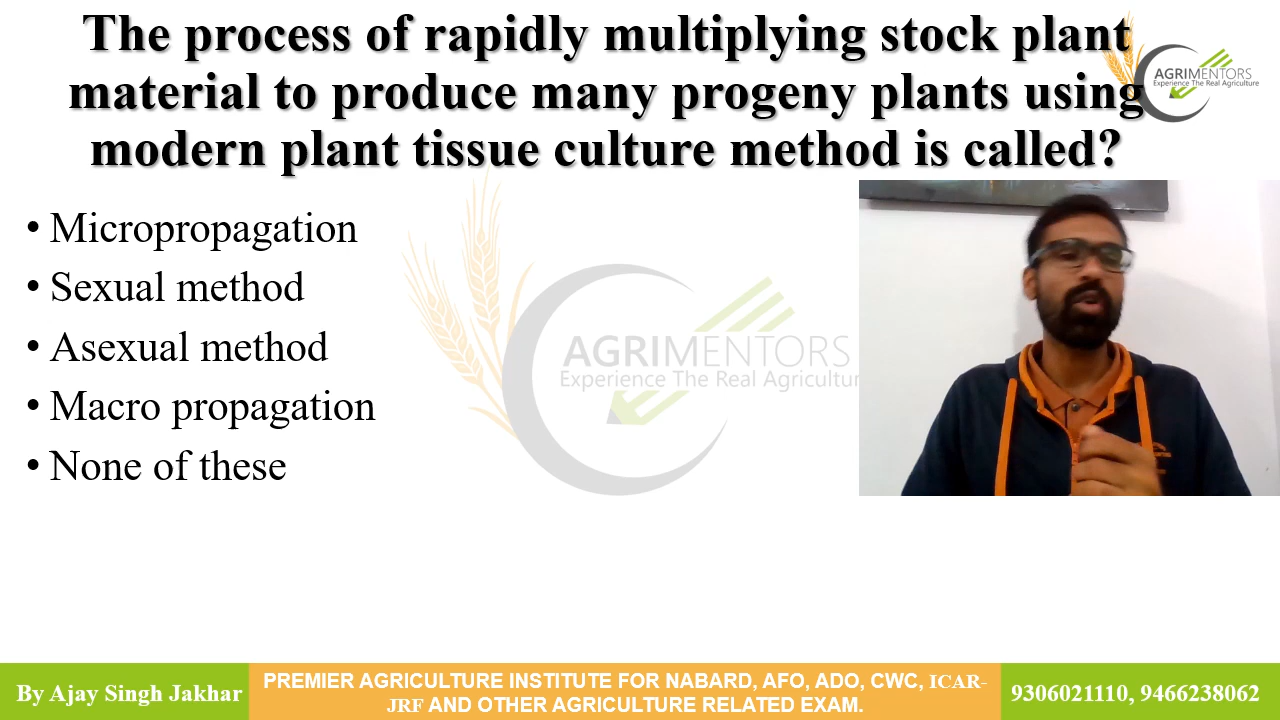 The process of rapidly multiplying stock plant
material to produce many progeny plants using
modern plant tissue culture method is called?
AGRIMENTORS
Experience The Real Agriculture
• Micropropagation
• Sexual method
• Asexual method
• Macro propagation
• None of these
AGRIMENTORS
Experience The Real Agricultur
By Ajay Singh Jakhar
PREMIER AGRICULTURE INSTITUTE FOR NABARD, AFO, ADO, CWC, ICAR-
JRF AND OTHER AGRICULTURE RELATED EXAM.
9306021110, 9466238062